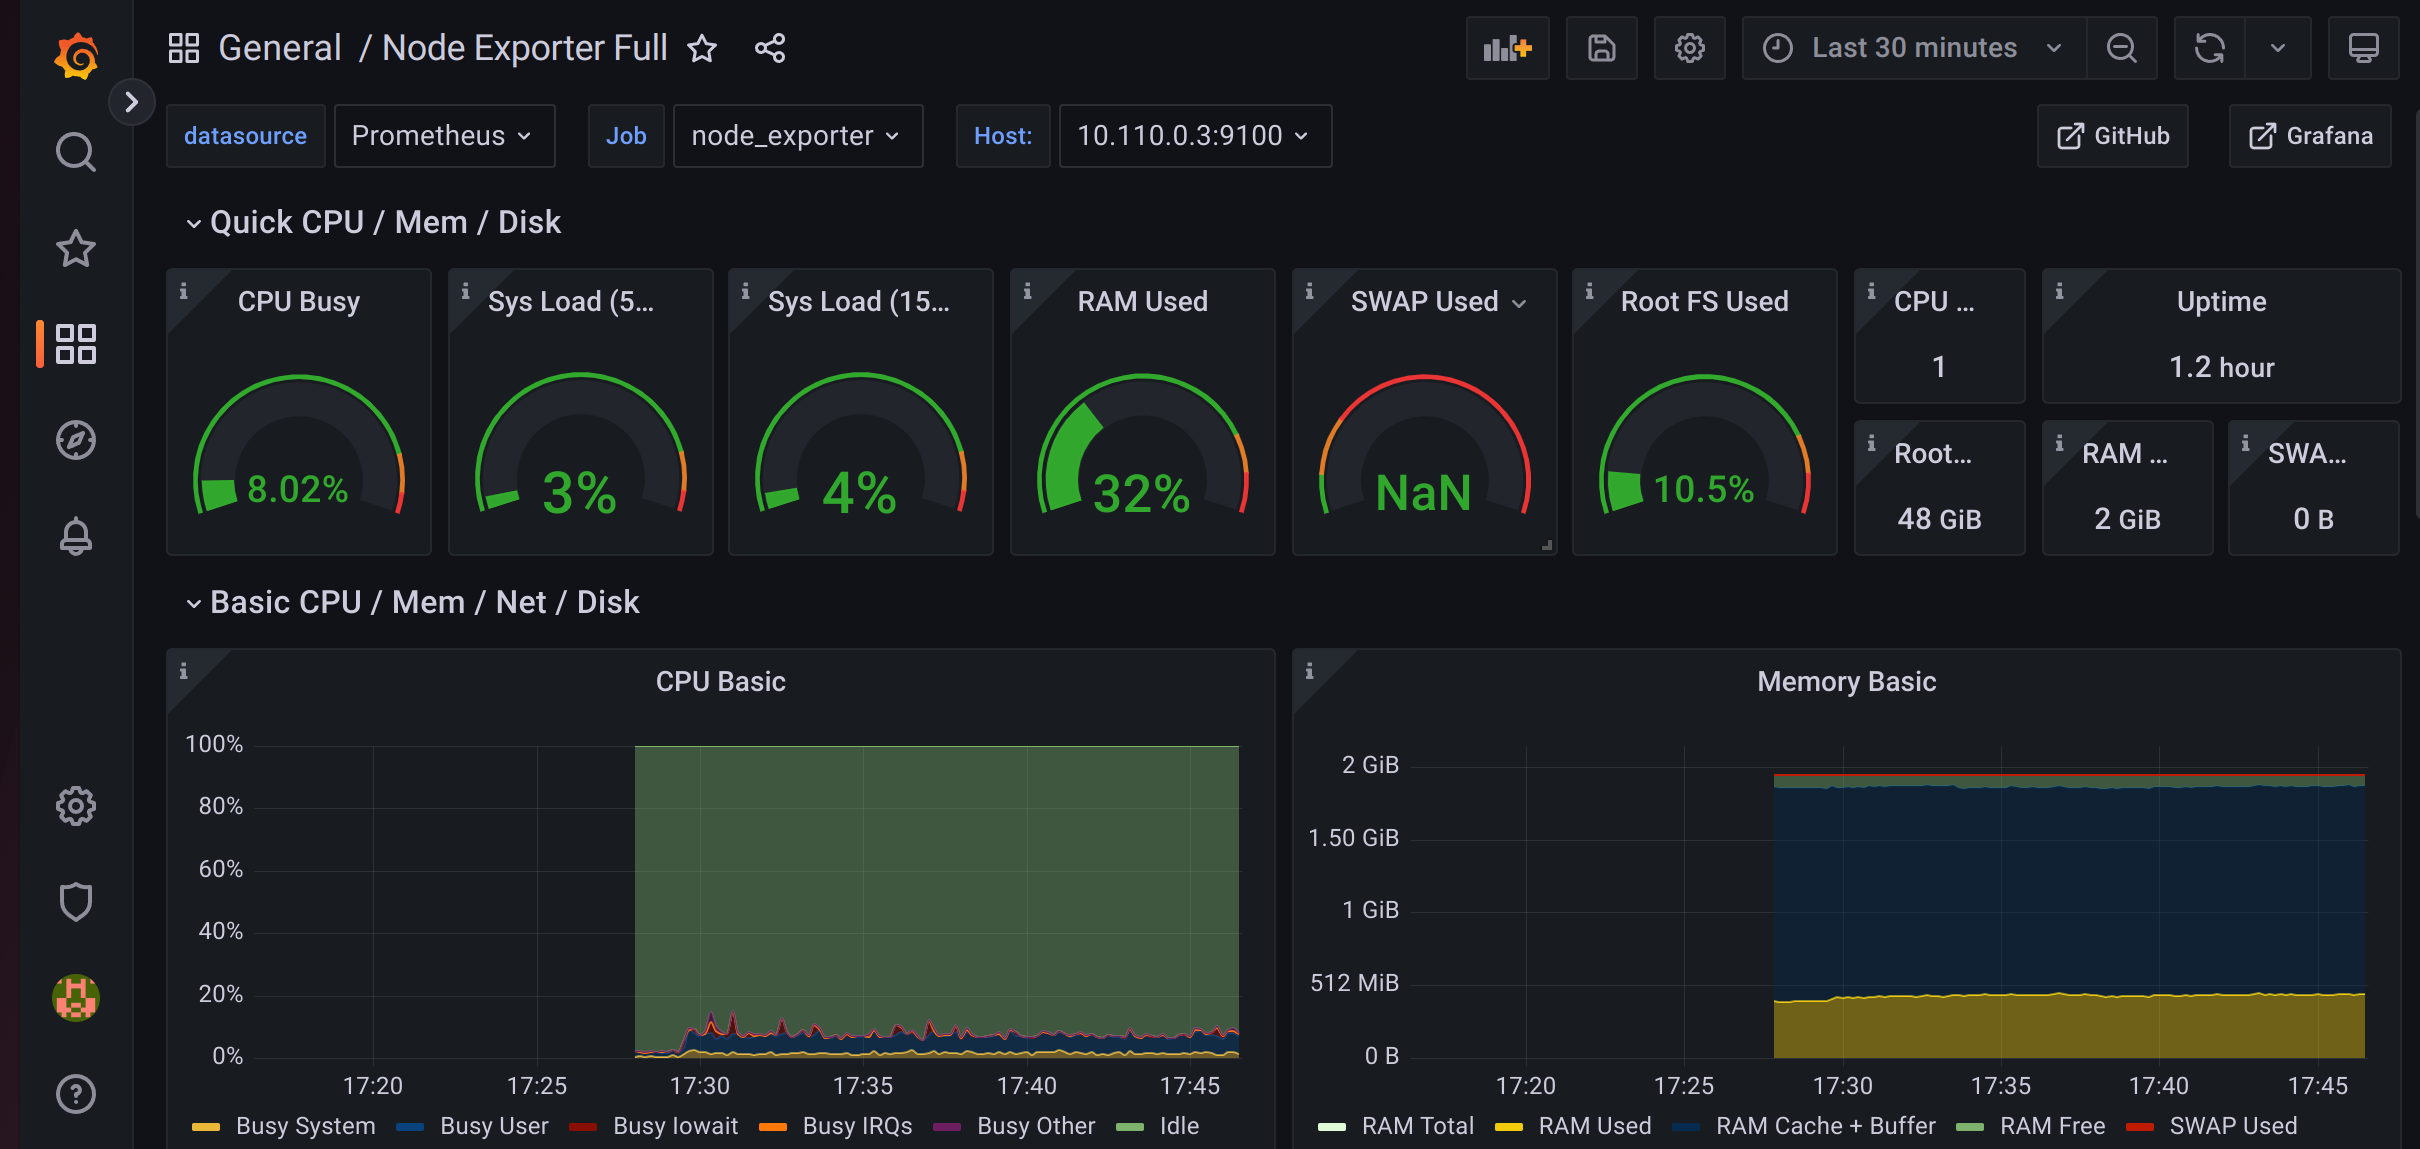 General / Node Exporter Full
Last 30 minutes
datasource Prometheus Job node_exporter Host: 10.110.0.3:9100 GitHub Grafana
Quick CPU / Mem / Disk
CPU Busy
8.02%
Sys Load (5...
3%
Sys Load (15...
4%
RAM Used
32%
SWAP Used
NaN
Root FS Used
10.5%
CPU ...
1
Uptime
1.2 hour
Root...
48 GiB
RAM ...
2 GiB
SWA...
0 B
Basic CPU / Mem / Net / Disk
CPU Basic
100%
80%
60%
40%
20%
0%
17:20 17:25 17:30 17:35 17:40 17:45
Busy System Busy User Busy Iowait Busy IRQs Busy Other Idle
Memory Basic
2 GiB
1.50 GiB
1 GiB
512 MiB
0 B
17:20 17:25 17:30 17:35 17:40 17:45
RAM Total RAM Used RAM Cache + Buffer RAM Free SWAP Used